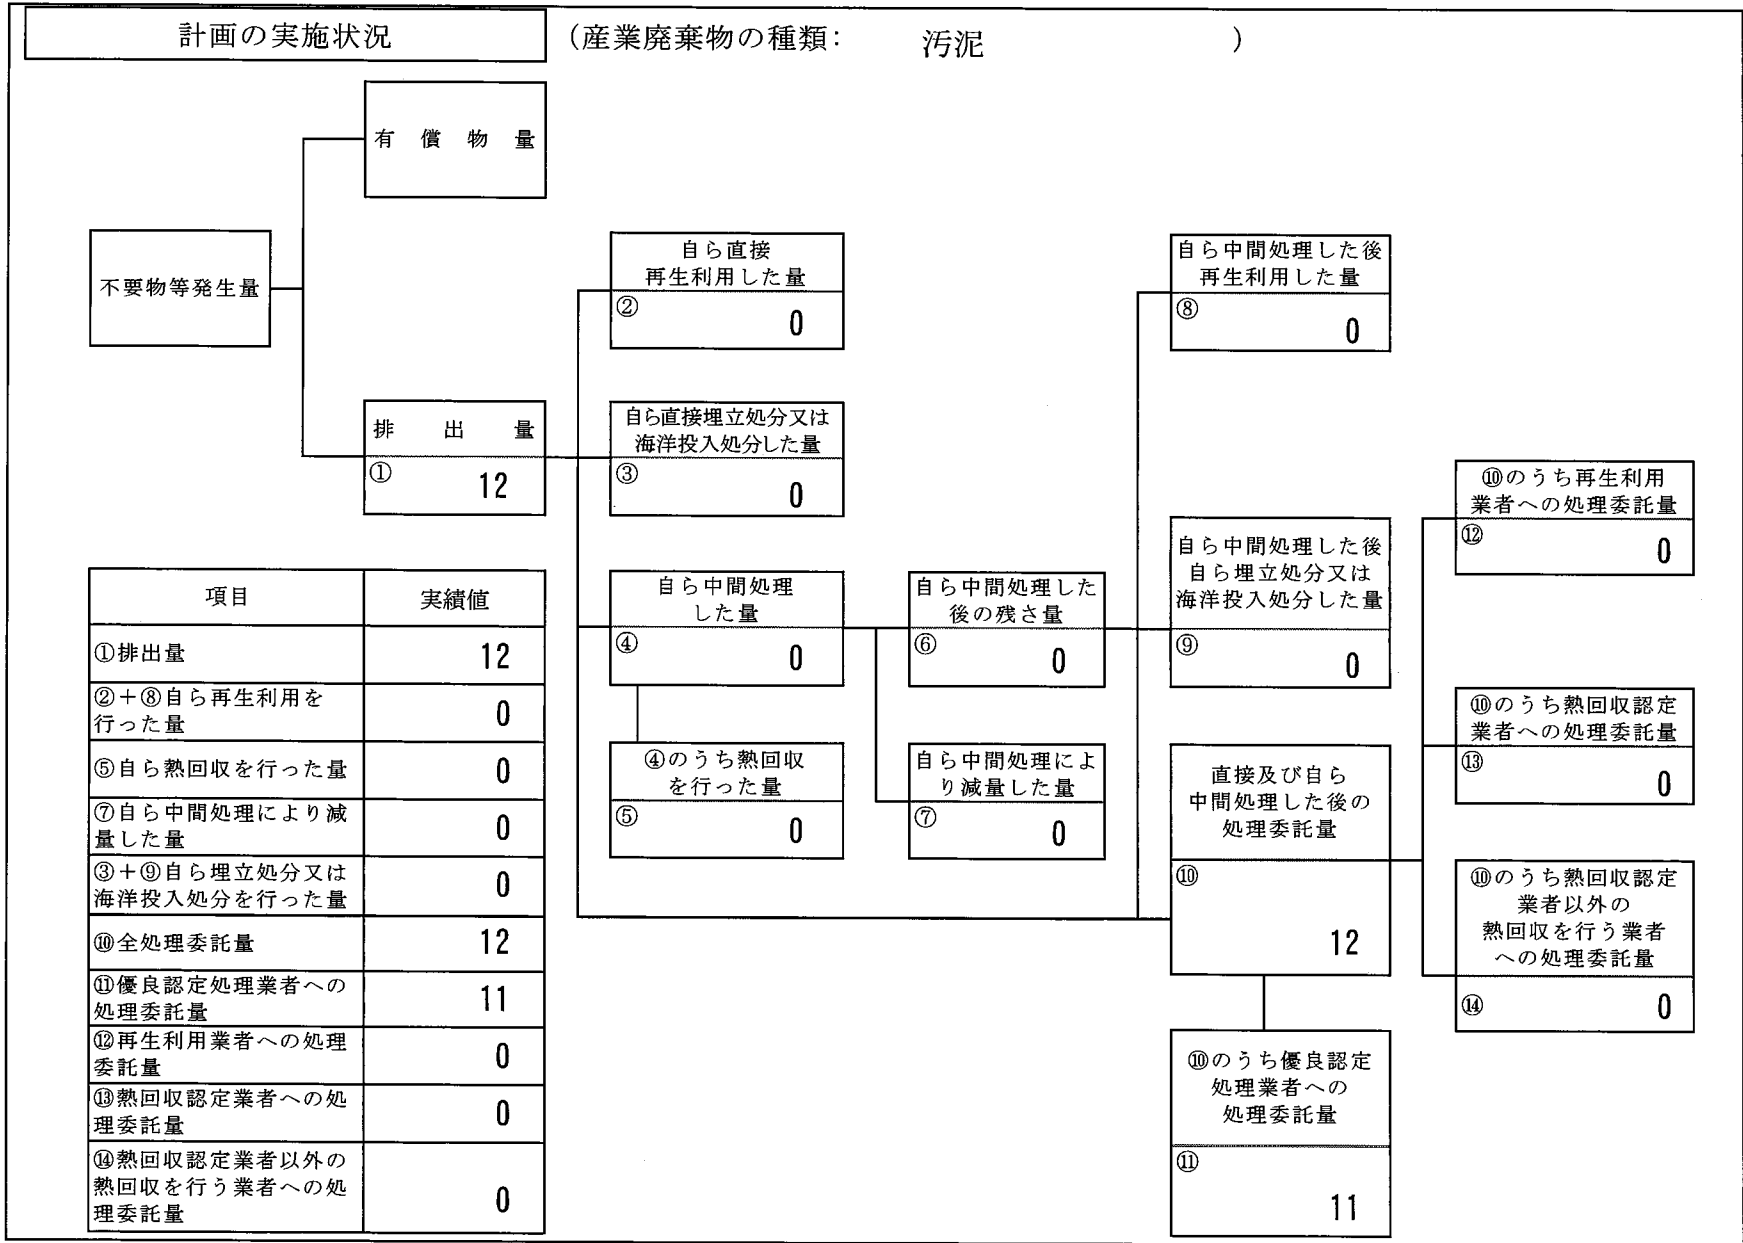 計画の実施状況
(産業廃棄物の種類： 汚泥 )
有償物量
不要物等発生量
排出量
① 12
自ら直接
再生利用した量
② 0
自ら直接埋立処分又は
海洋投入処分した量
③ 0
自ら中間処理
した量
④ 0
④のうち熱回収
を行った量
⑤ 0
自ら中間処理した
後の残さ量
⑥ 0
自ら中間処理によ
り減量した量
⑦ 0
自ら中間処理した後
再生利用した量
⑧ 0
自ら中間処理した後
自ら埋立処分又は
海洋投入処分した量
⑨ 0
直接及び自ら
中間処理した後の
処理委託量
⑩
12
⑩のうち優良認定
処理業者への
処理委託量
⑪
11
⑩のうち再生利用
業者への処理委託量
⑫ 0
⑩のうち熱回収認定
業者への処理委託量
⑬ 0
⑩のうち熱回収認定
業者以外の
熱回収を行う業者
への処理委託量
⑭ 0
項目 実績値
①排出量 12
②＋⑧自ら再生利用を
行った量 0
⑤自ら熱回収を行った量 0
⑦自ら中間処理により減
量した量 0
③＋⑨自ら埋立処分又は
海洋投入処分を行った量 0
⑩全処理委託量 12
⑪優良認定処理業者への
処理委託量 11
⑫再生利用業者への処理
委託量 0
⑬熱回収認定業者への処
理委託量 0
⑭熱回収認定業者以外の
熱回収を行う業者への処
理委託量 0